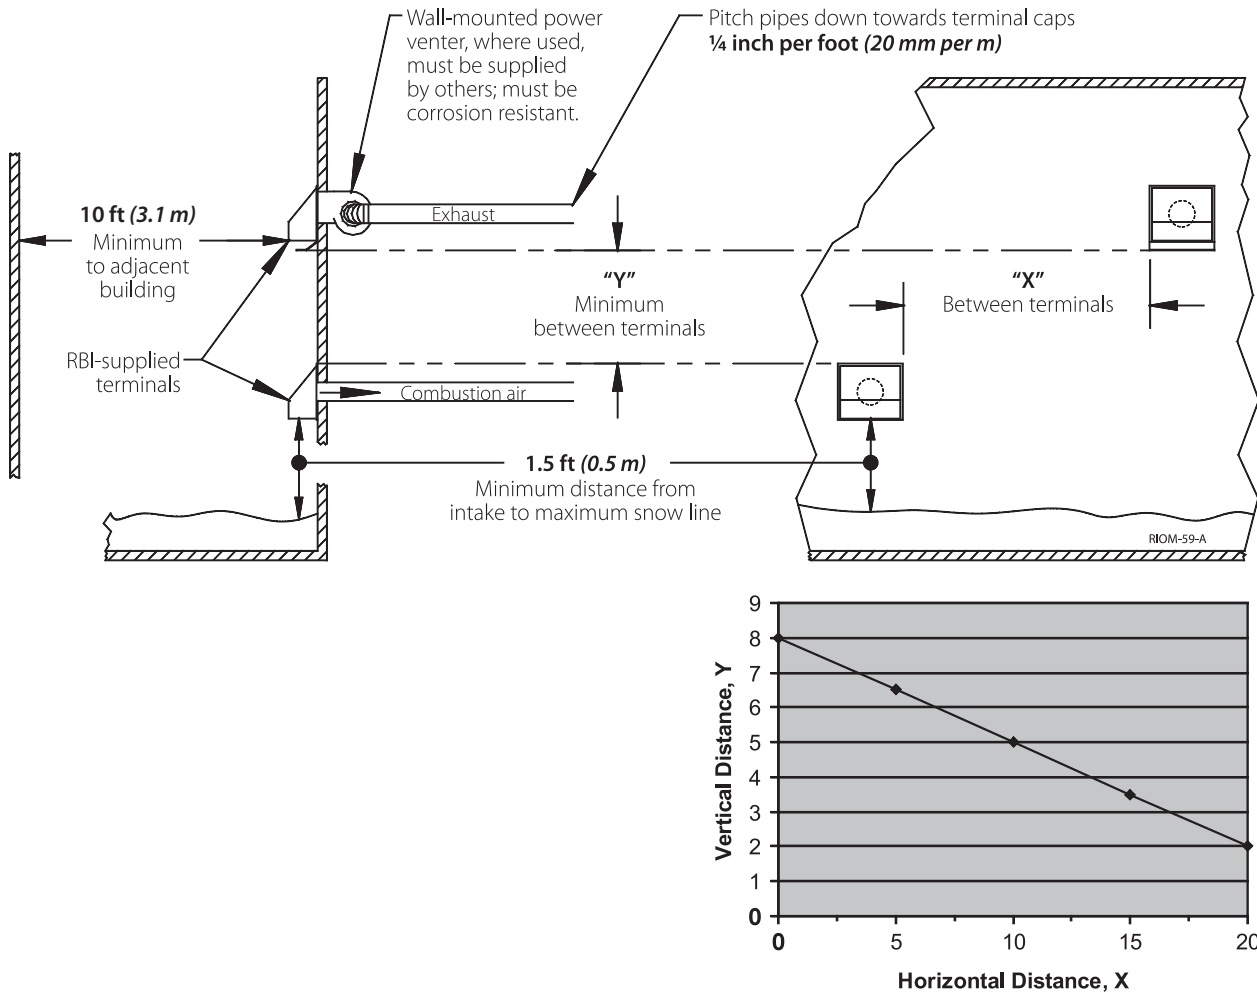 Wall-mounted power
venter, where used,
must be supplied
by others; must be
corrosion resistant.
Pitch pipes down towards terminal caps
¼ inch per foot (20 mm per m)
10 ft (3.1 m)
Minimum
to adjacent
building
Exhaust
"Y"
Minimum
between terminals
"X"
Between terminals
RBI-supplied
terminals
Combustion air
1.5 ft (0.5 m)
Minimum distance from
intake to maximum snow line
RIOM-59-A
Vertical Distance, Y
9
8
7
6
5
4
3
2
1
0
0 5 10 15 20
Horizontal Distance, X